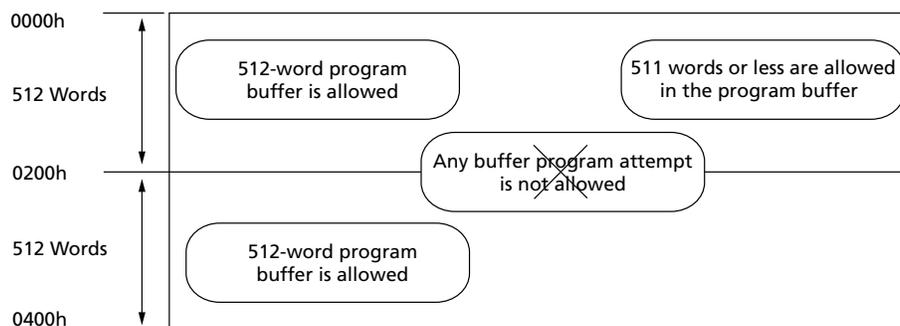 0000h
512 Words
512-word program
buffer is allowed
511 words or less are allowed
in the program buffer
Any buffer program attempt
is not allowed
0200h
512 Words
512-word program
buffer is allowed
0400h